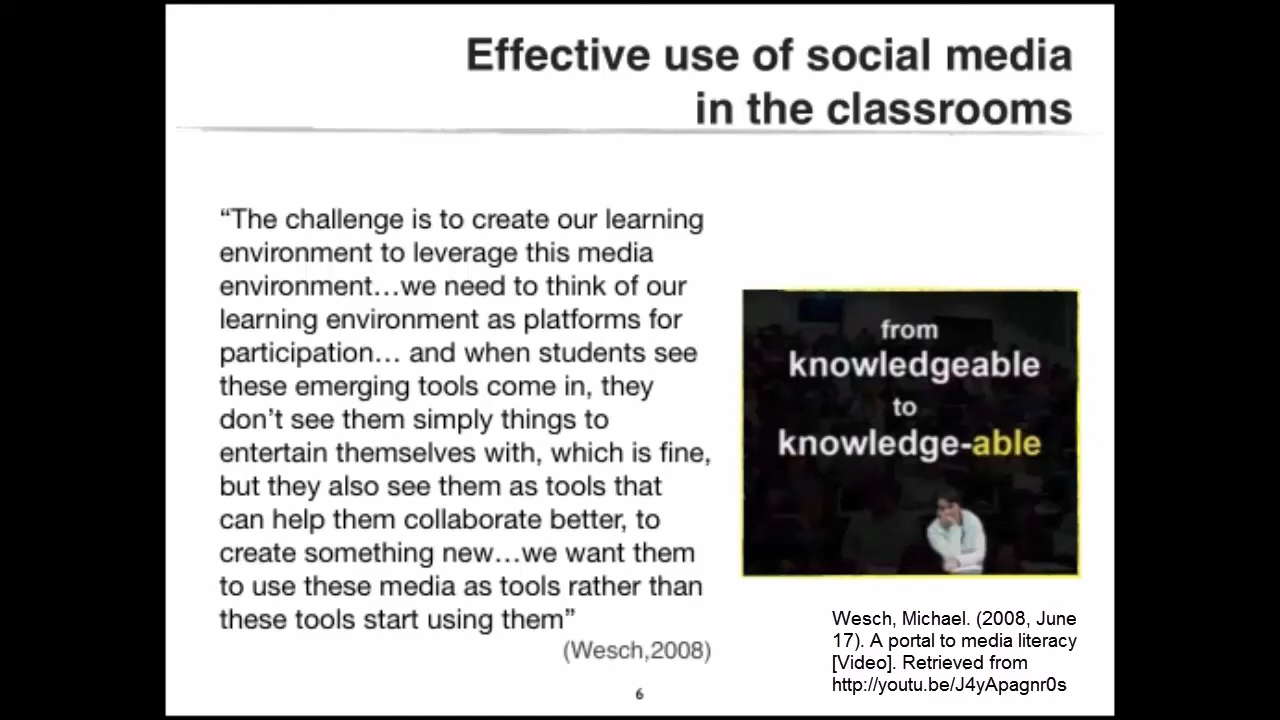 Effective use of social media
in the classrooms
“The challenge is to create our learning
environment to leverage this media
environment…we need to think of our
learning environment as platforms for
participation… and when students see
these emerging tools come in, they
don’t see them simply things to
entertain themselves with, which is fine,
but they also see them as tools that
can help them collaborate better, to
create something new…we want them
to use these media as tools rather than
these tools start using them”
(Wesch,2008)
from
knowledgeable
to
knowledge-able
Wesch, Michael. (2008, June
17). A portal to media literacy
[Video]. Retrieved from
http://youtu.be/J4yApagnr0s
6